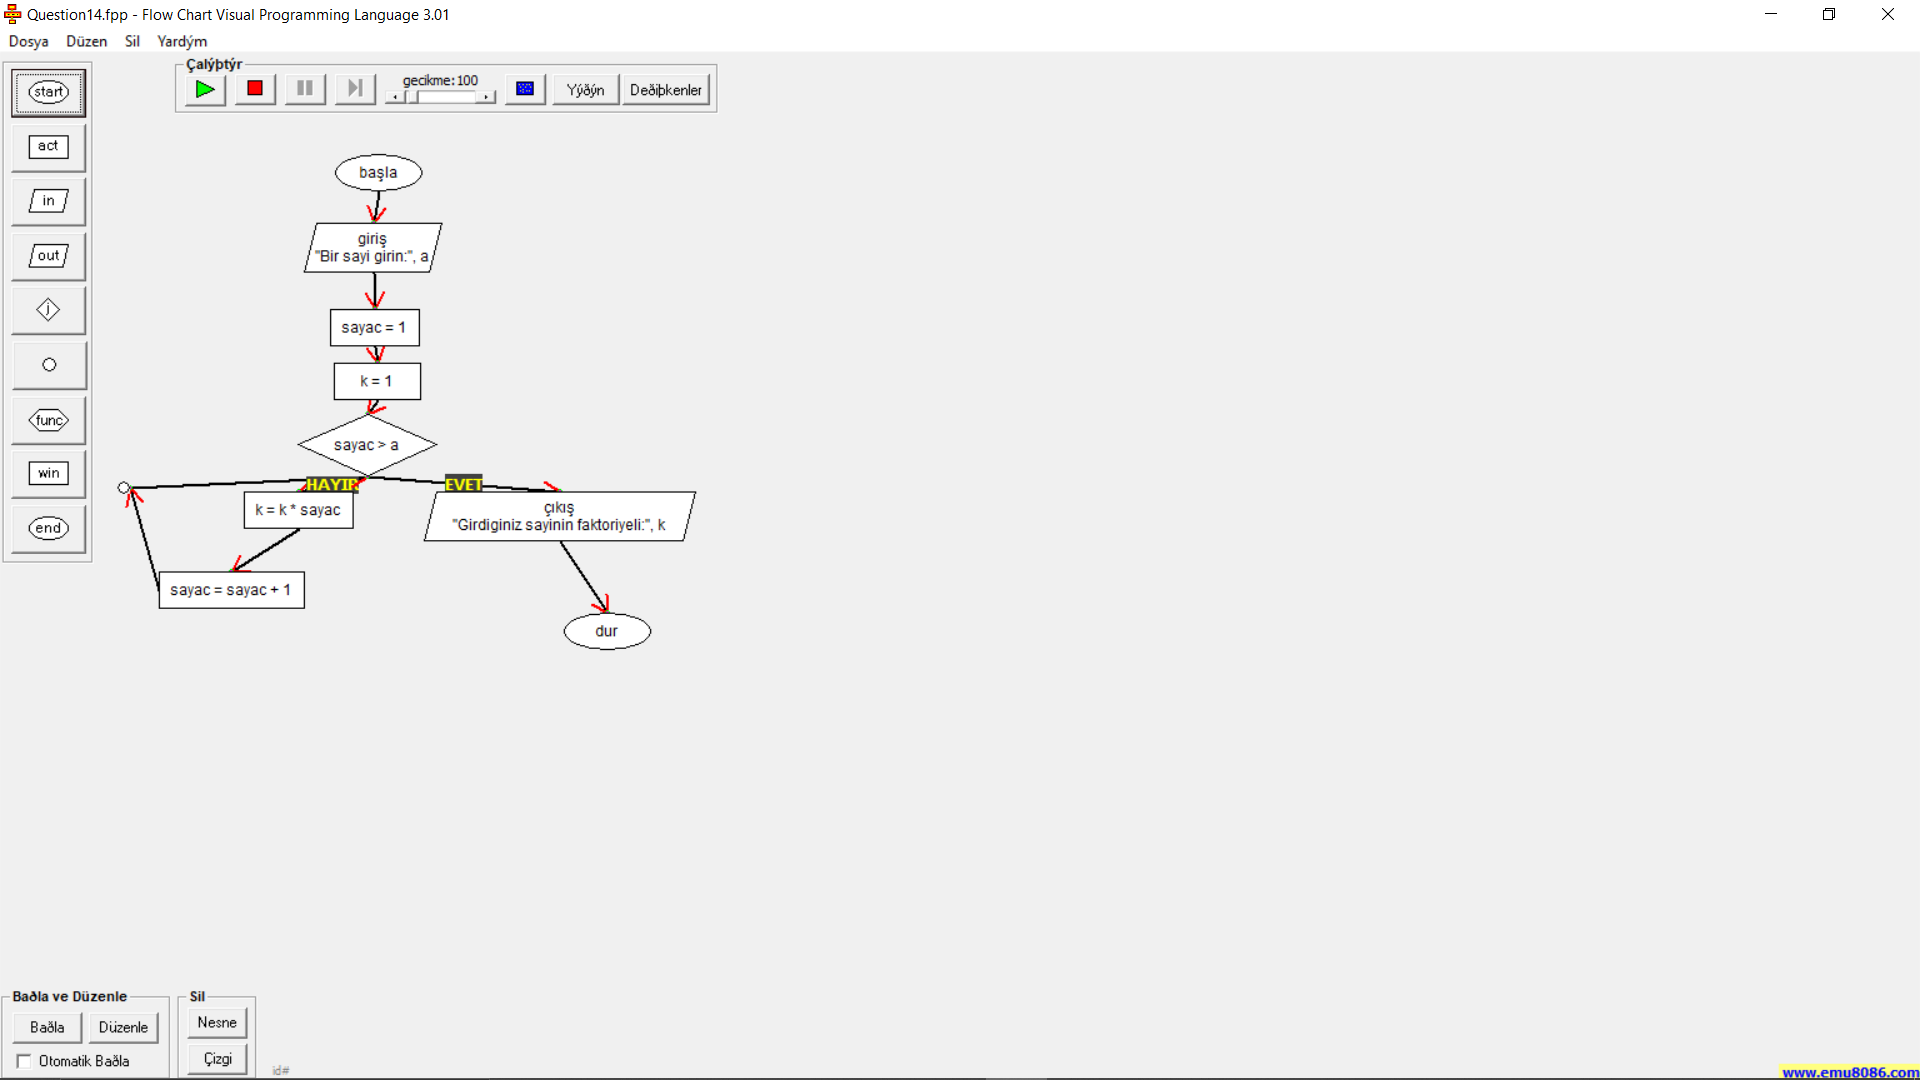 Question14.fpp - Flow Chart Visual Programming Language 3.01
Dosya Düzen Sil Yardým
Çalýþtýr
gecikme:100
Yýðýn
Deðiþkenler
start
act
in
out
j
func
win
end
başla
giriş
"Bir sayi girin:", a
sayac = 1
k = 1
sayac > a
HAYIR
EVET
k = k * sayac
çıkış
"Girdiginiz sayinin faktoriyeli:", k
sayac = sayac + 1
dur
Baðla ve Düzenle
Baðla
Düzenle
Otomatik Baðla
Sil
Nesne
Çizgi
id#
www.emu8086.com